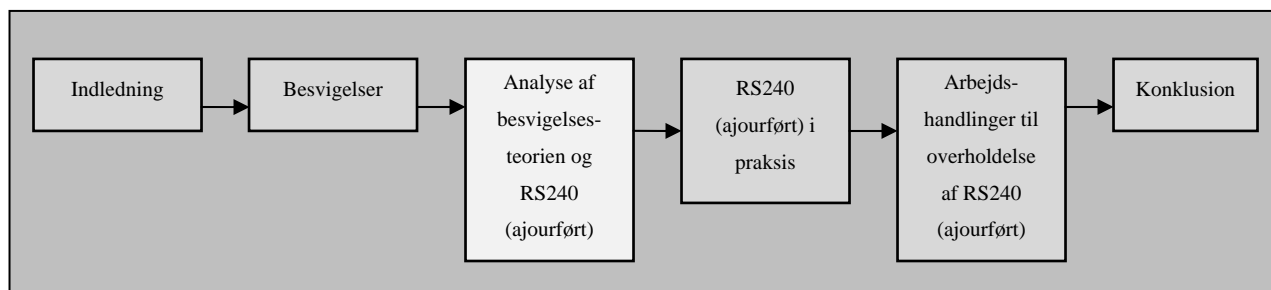 Indledning
Besvigelser
Analyse af
besvigelses-
teorien og
RS240
(ajourført)
RS240
(ajourført) i
praksis
Arbejds-
handlinger til
overholdelse
af RS240
(ajourført)
Konklusion